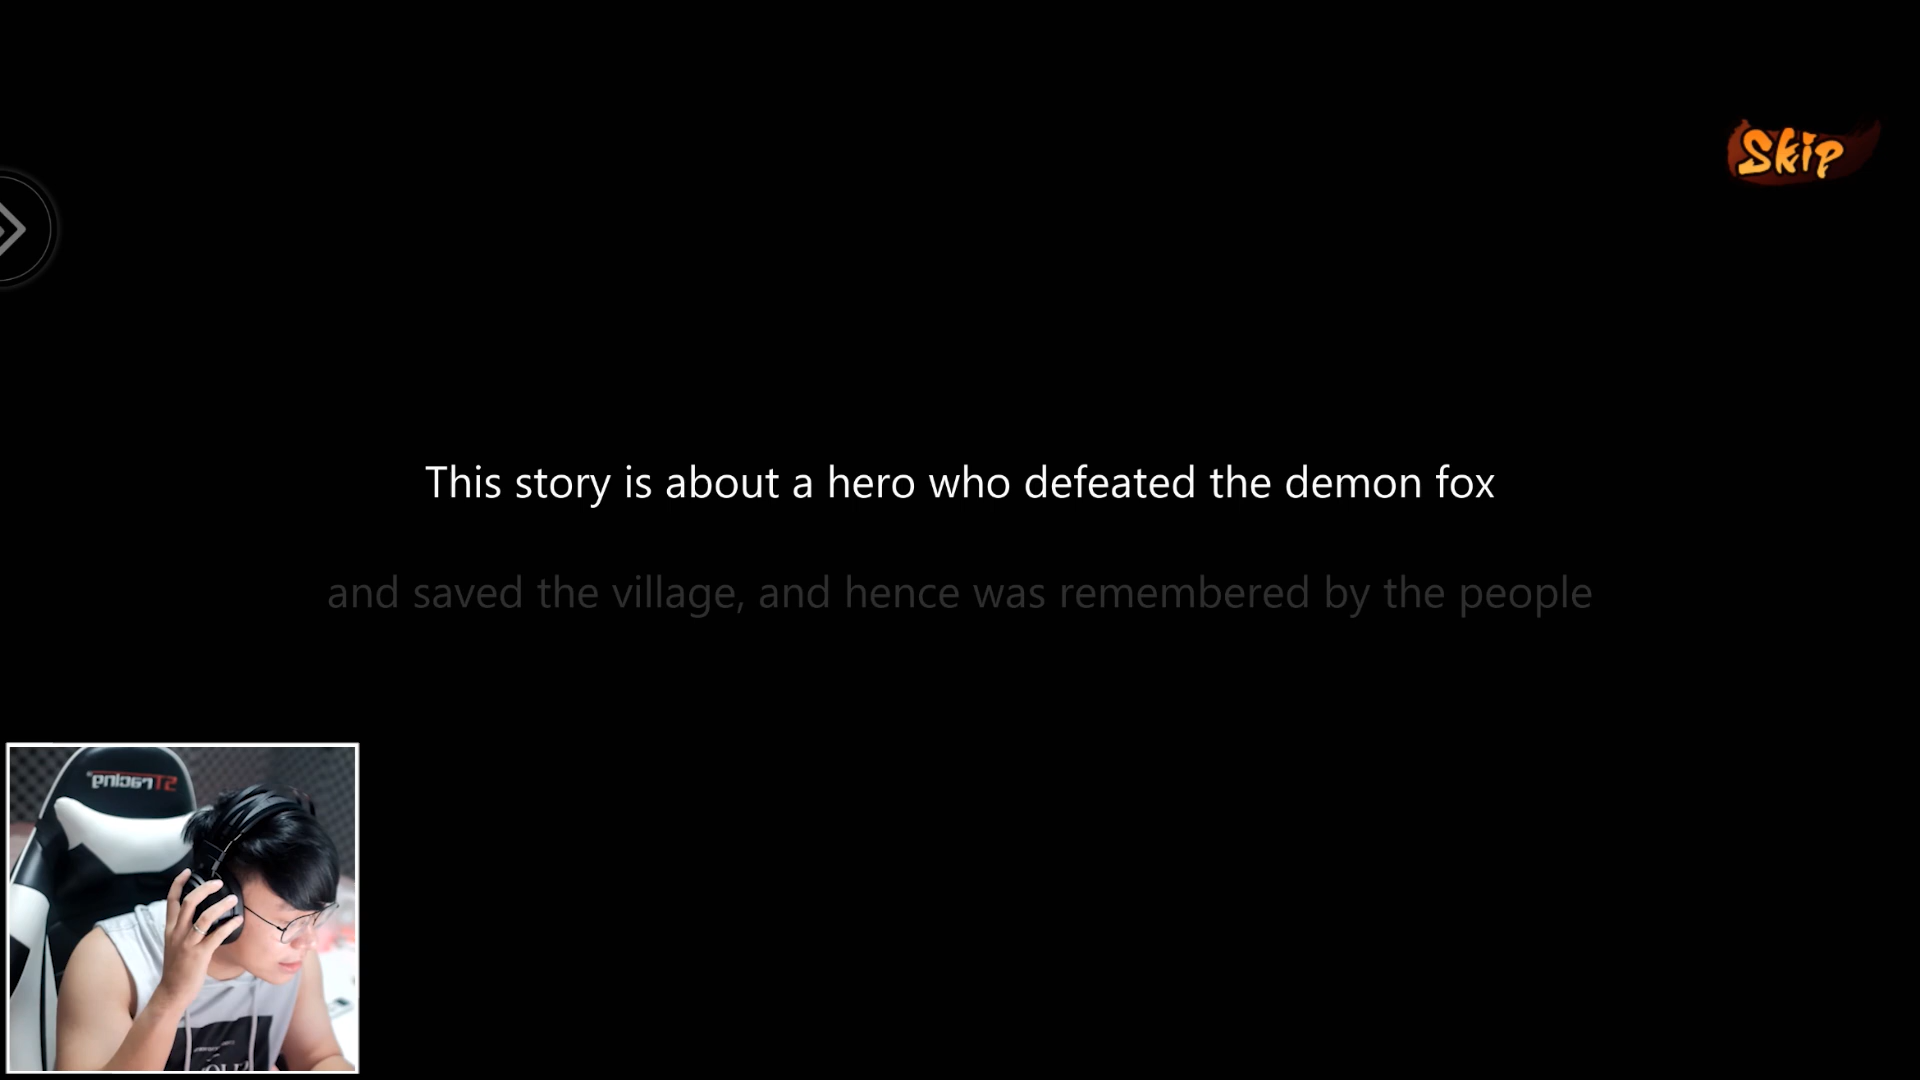 Skip
This story is about a hero who defeated the demon fox
and saved the village, and hence was remembered by the people
STracing